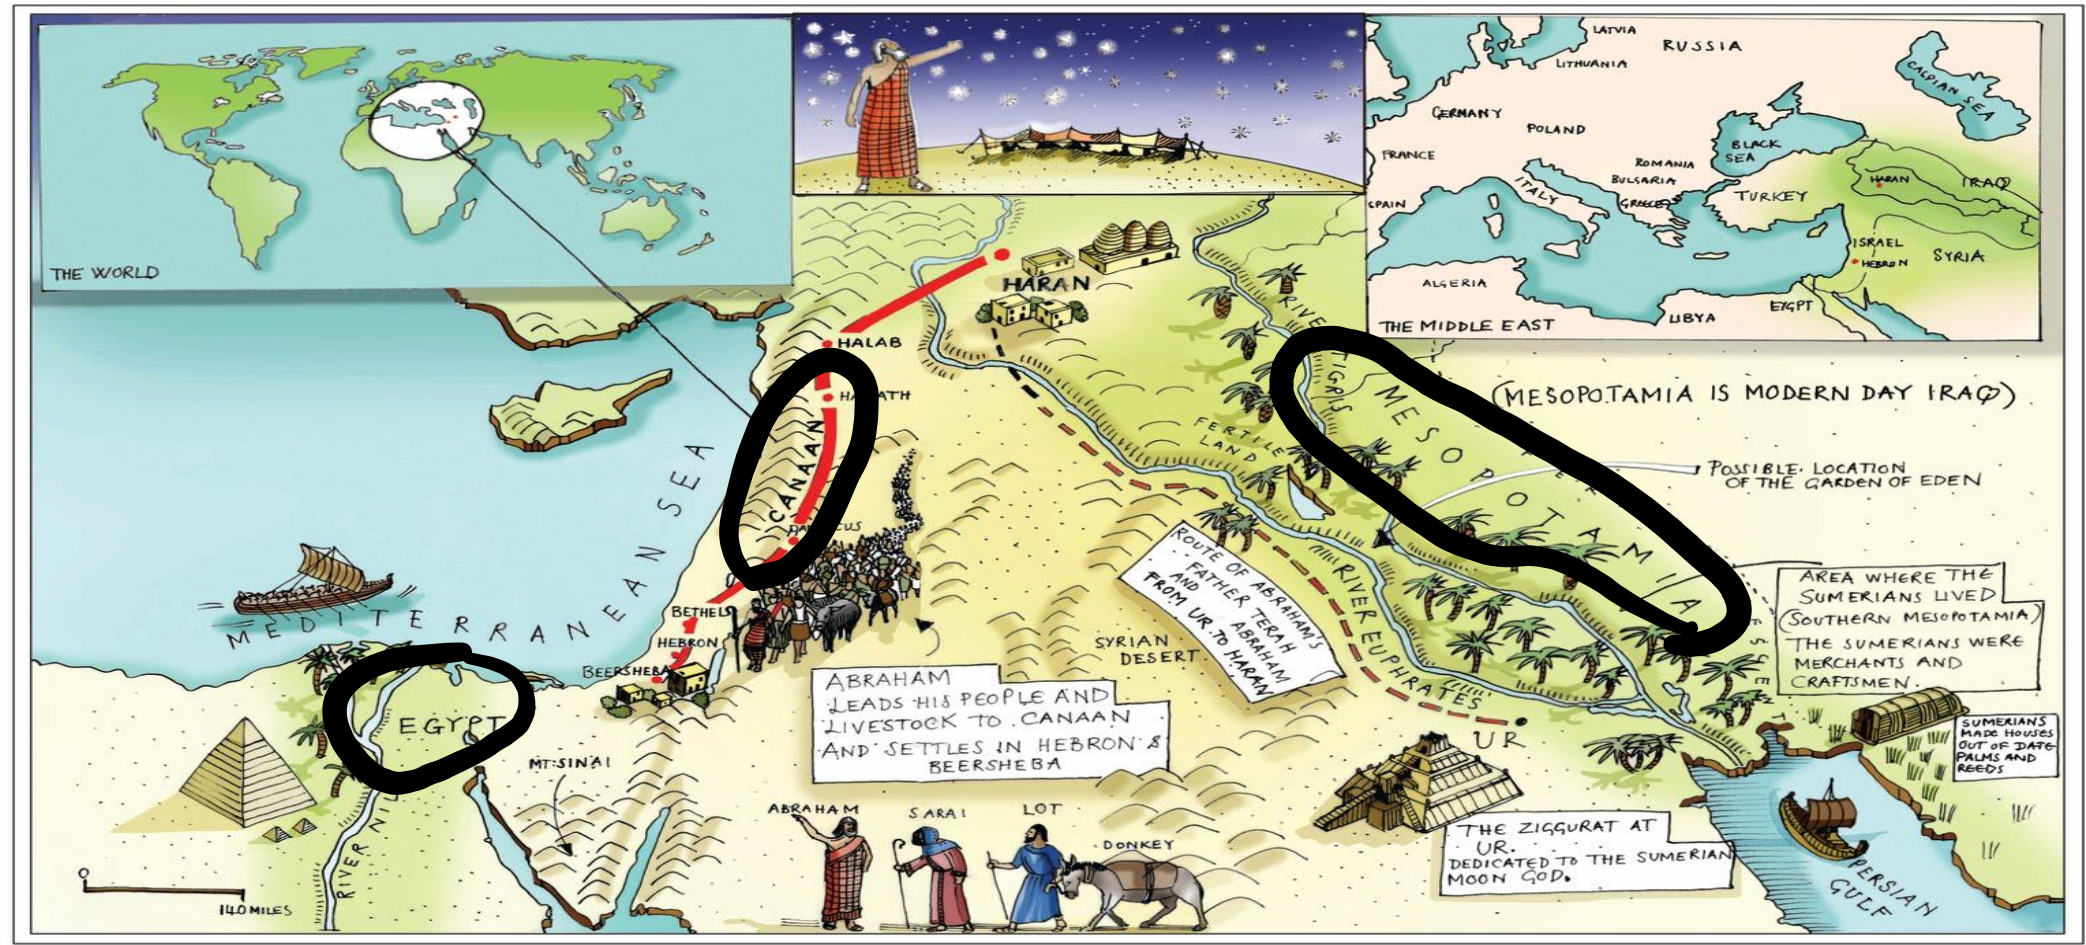 THE WORLD
LATVIA
RUSSIA
LITHUANIA
CASPIAN SEA
GERMANY
POLAND
BLACK
SEA
FRANCE
ROMANIA
BULGARIA
HARAN
IRAQ
ITALY
GREECE
TURKEY
SPAIN
ISRAEL
HEBRON
SYRIA
ALGERIA
EYGPT
LIBYA
THE MIDDLE EAST
HARAN
HALAB
RIVER
TIGRIS
MESOPOTAMIA
(MESOPOTAMIA IS MODERN DAY IRAQ)
FERTILE
LAND
POSSIBLE LOCATION
OF THE GARDEN OF EDEN
CANAAN
MEDITERRANEAN SEA
BETHEL
HEBRON
BEERSHEBA
ROUTE OF ABRAHAM'S
FATHER TERAH
AND ABRAHAM
FROM UR TO HARAN
RIVER EUPHRATES
SYRIAN
DESERT
AREA WHERE THE
SUMERIANS LIVED
(SOUTHERN MESOPOTAMIA)
THE SUMERIANS WERE
MERCHANTS AND
CRAFTSMEN.
ABRAHAM
LEADS HIS PEOPLE AND
LIVESTOCK TO CANAAN
AND SETTLES IN HEBRON &
BEERSHEBA
EGYPT
MT. SINAI
UR
SUMERIANS
MADE HOUSES
OUT OF DATE
PALMS AND
REEDS
ABRAHAM
SARAI
LOT
DONKEY
THE ZIGGURAT AT
UR.
DEDICATED TO THE SUMERIAN
MOON GOD.
RIVER NIL
0
140 MILES
PERSIAN
GULF